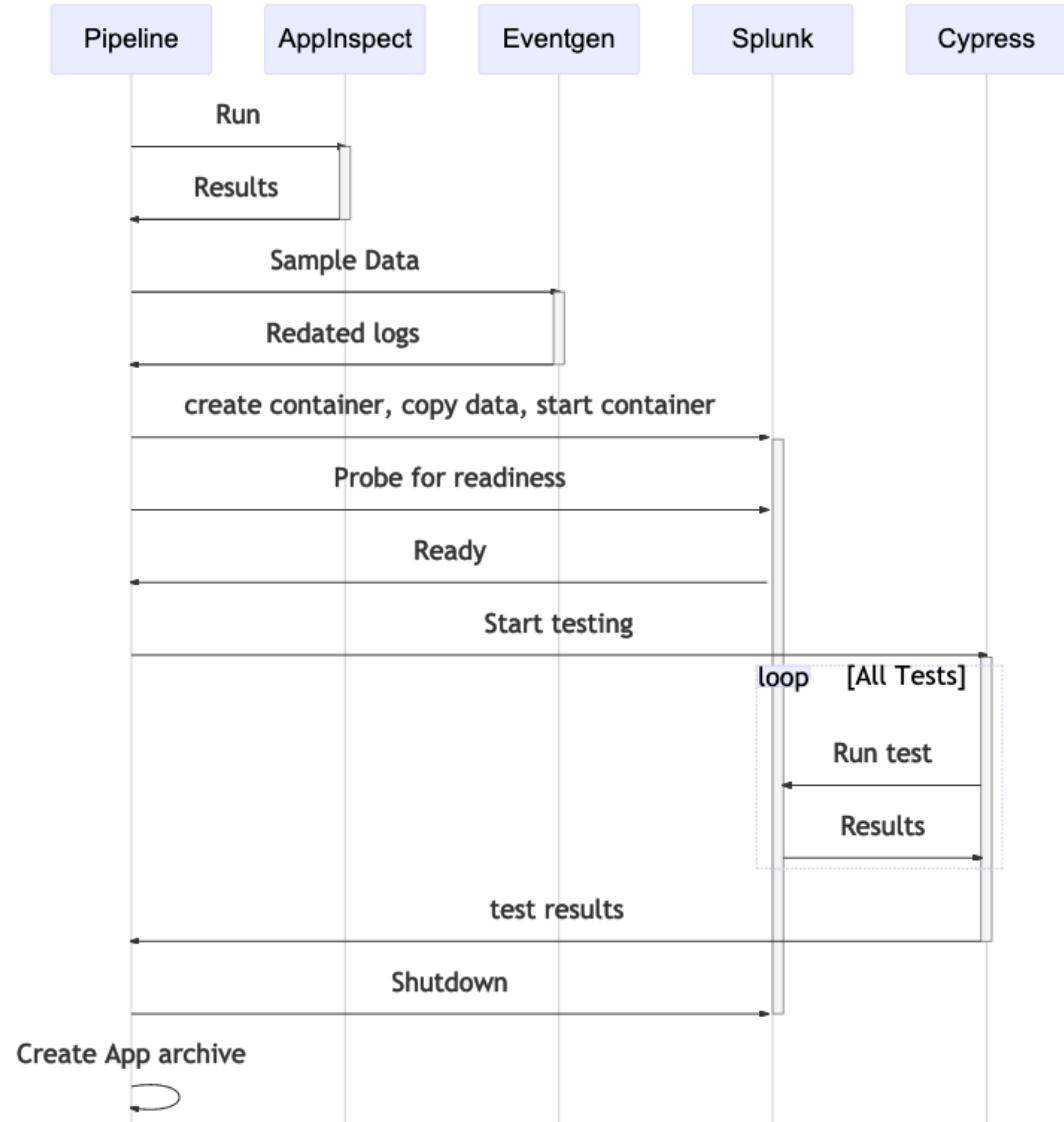 Pipeline
AppInspect
Eventgen
Splunk
Cypress
Run
Results
Sample Data
Redated logs
create container, copy data, start container
Probe for readiness
Ready
Start testing
loop
[All Tests]
Run test
Results
test results
Shutdown
Create App archive